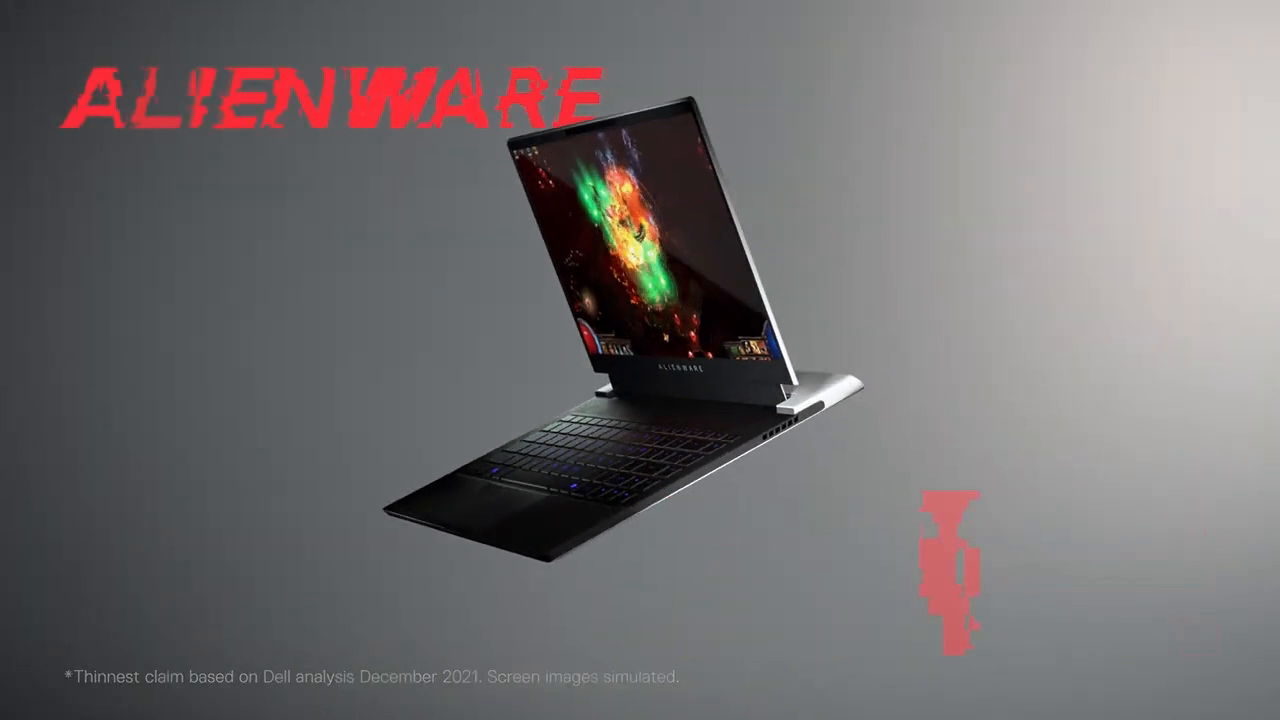 ALIENWARE
ALIENWARE
*Thinnest claim based on Dell analysis December 2021. Screen images simulated.